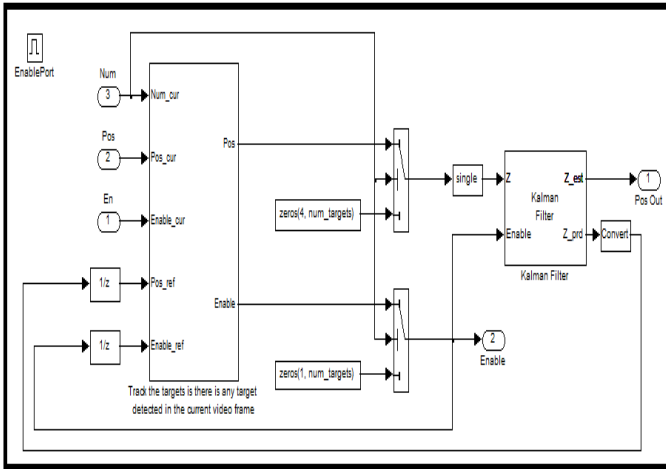 EnablePort
Num
3
Num_cur
Pos
2
Pos_cur
En
1
Enable_cur
1/z
Pos_ref
1/z
Enable_ref
Pos
Enable
Track the targets is there is any target
detected in the current video frame
zeros(4, num_targets)
zeros(1, num_targets)
single
Z
Enable
Kalman
Filter
Z_est
Z_prd
Kalman Filter
Convert
1
Pos Out
2
Enable